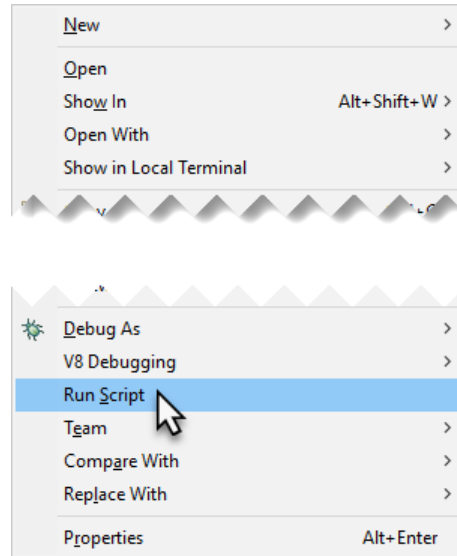 New
Open
Show In Alt+Shift+W
Open With
Show in Local Terminal
Debug As
V8 Debugging
Run Script
Team
Compare With
Replace With
Properties Alt+Enter